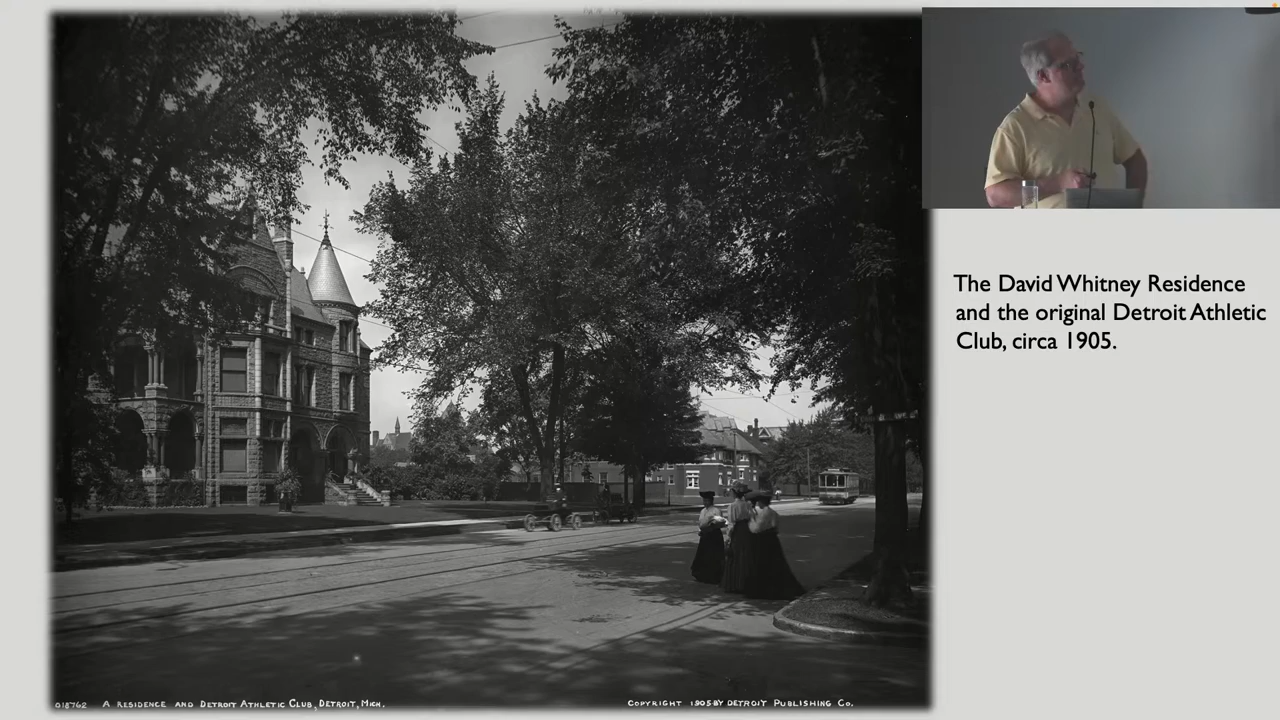 The David Whitney Residence
and the original Detroit Athletic
Club, circa 1905.
018762 A RESIDENCE AND DETROIT ATHLETIC CLUB, DETROIT, MICH.
COPYRIGHT 1905 BY DETROIT PUBLISHING CO.